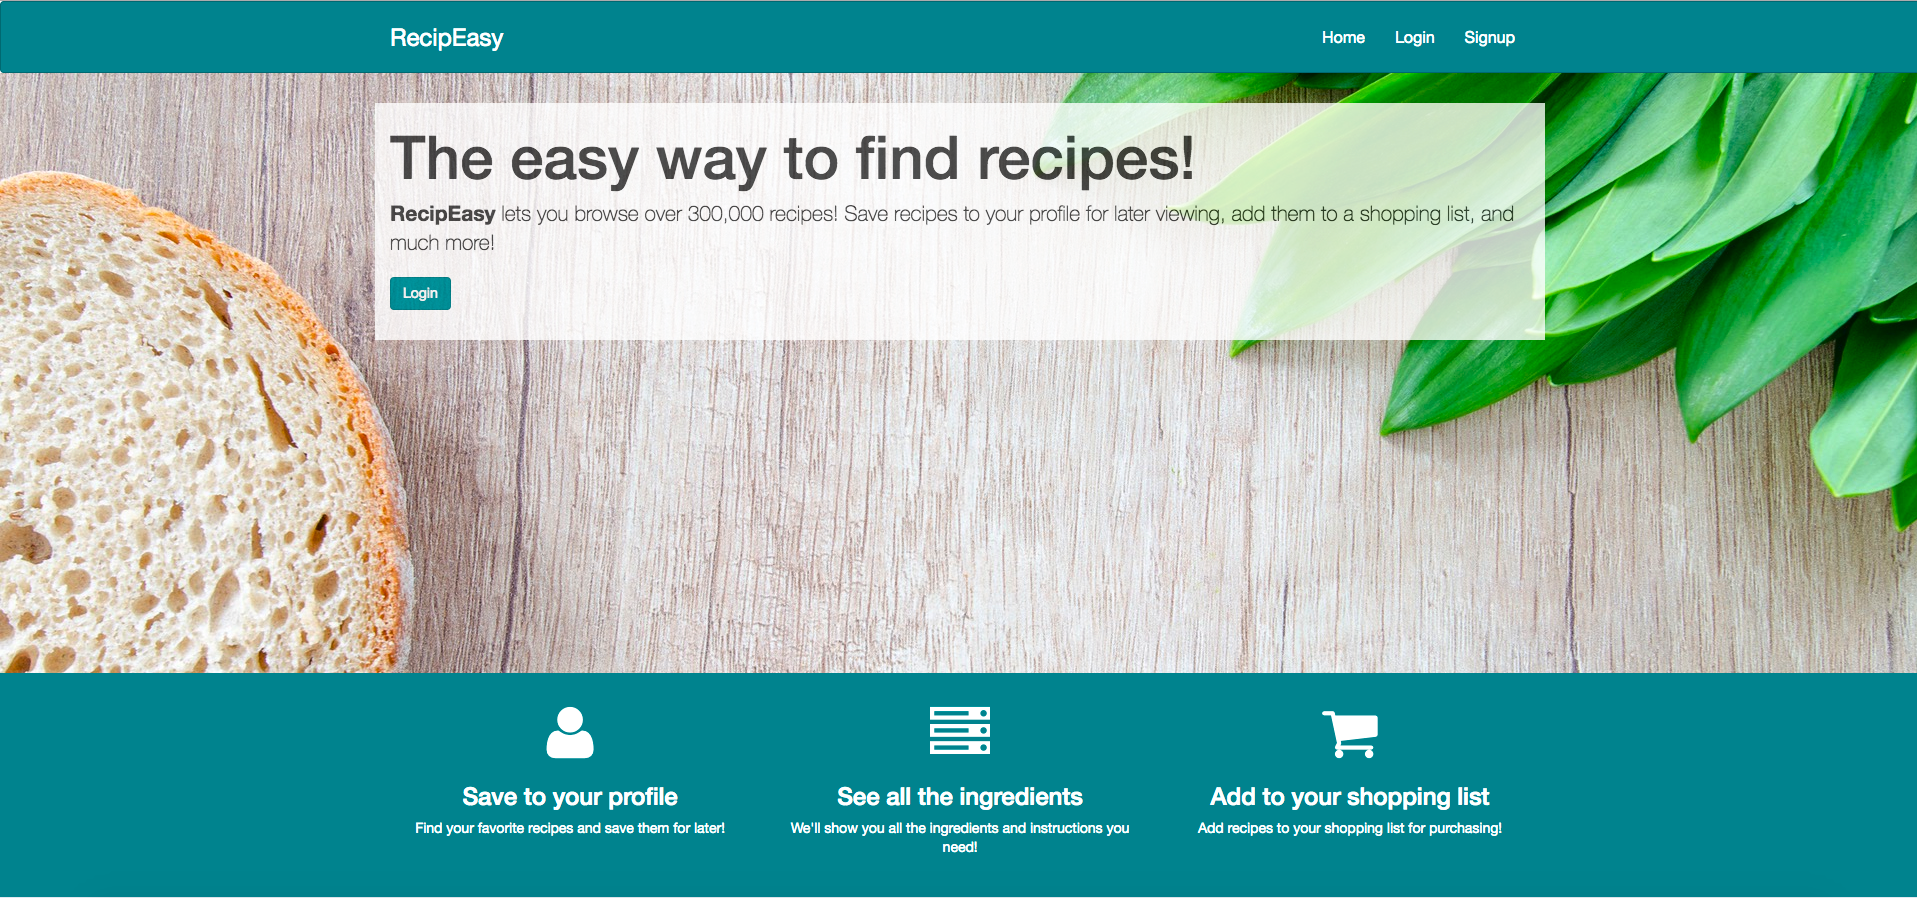 RecipEasy
Home Login Signup
The easy way to find recipes!
RecipEasy lets you browse over 300,000 recipes! Save recipes to your profile for later viewing, add them to a shopping list, and
much more!
Login
Save to your profile
Find your favorite recipes and save them for later!
See all the ingredients
We'll show you all the ingredients and instructions you
need!
Add to your shopping list
Add recipes to your shopping list for purchasing!